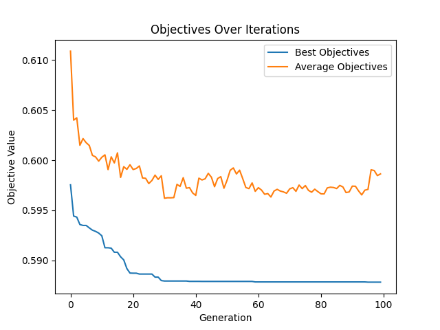 Objectives Over Iterations
Best Objectives
Average Objectives
Objective Value
0.610
0.605
0.600
0.595
0.590
0
20
40
60
80
100
Generation